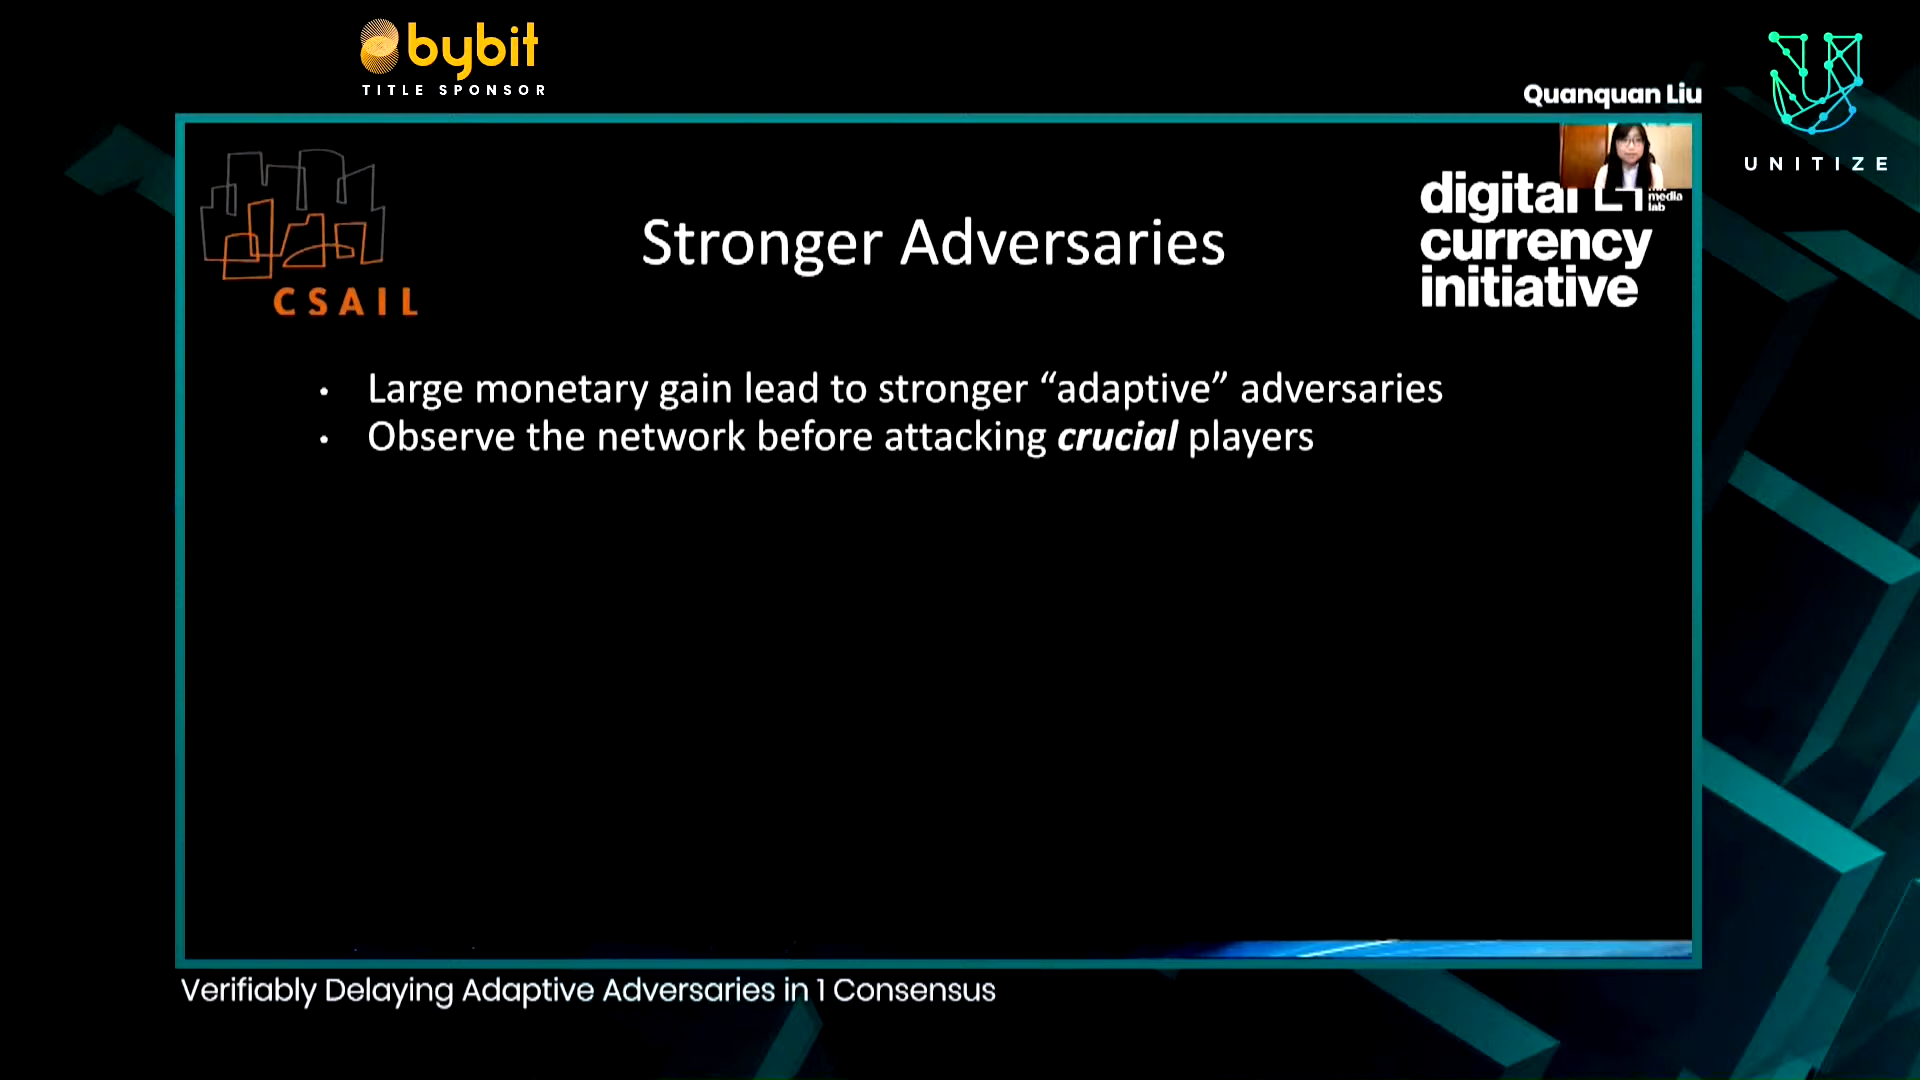 bybit
TITLE SPONSOR
Quanquan Liu
UNITIZE
CSAIL
Stronger Adversaries
digital
currency
initiative
media
lab
• Large monetary gain lead to stronger “adaptive” adversaries
• Observe the network before attacking crucial players
Verifiably Delaying Adaptive Adversaries in 1 Consensus